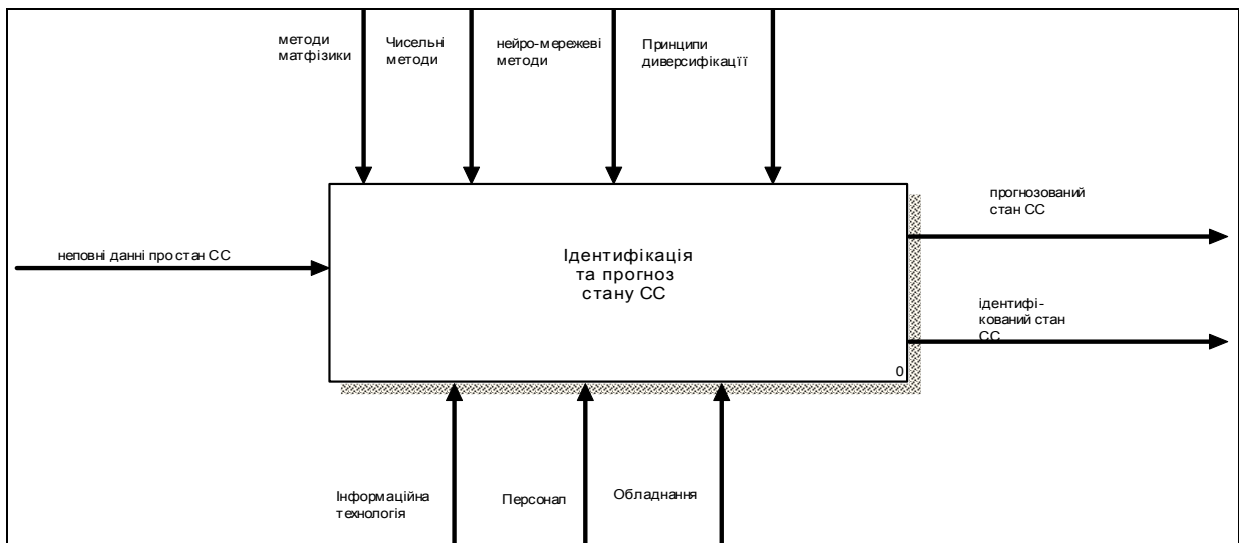 методи
матфізики
Чисельні
методи
нейро-мережеві
методи
Принципи
диверсифікації
прогнозований
стан СС
неповні данні про стан СС
Ідентифікація
та прогноз
стану СС
ідентифі-
кований стан
СС
0
Інформаційна
технологія
Персонал
Обладнання